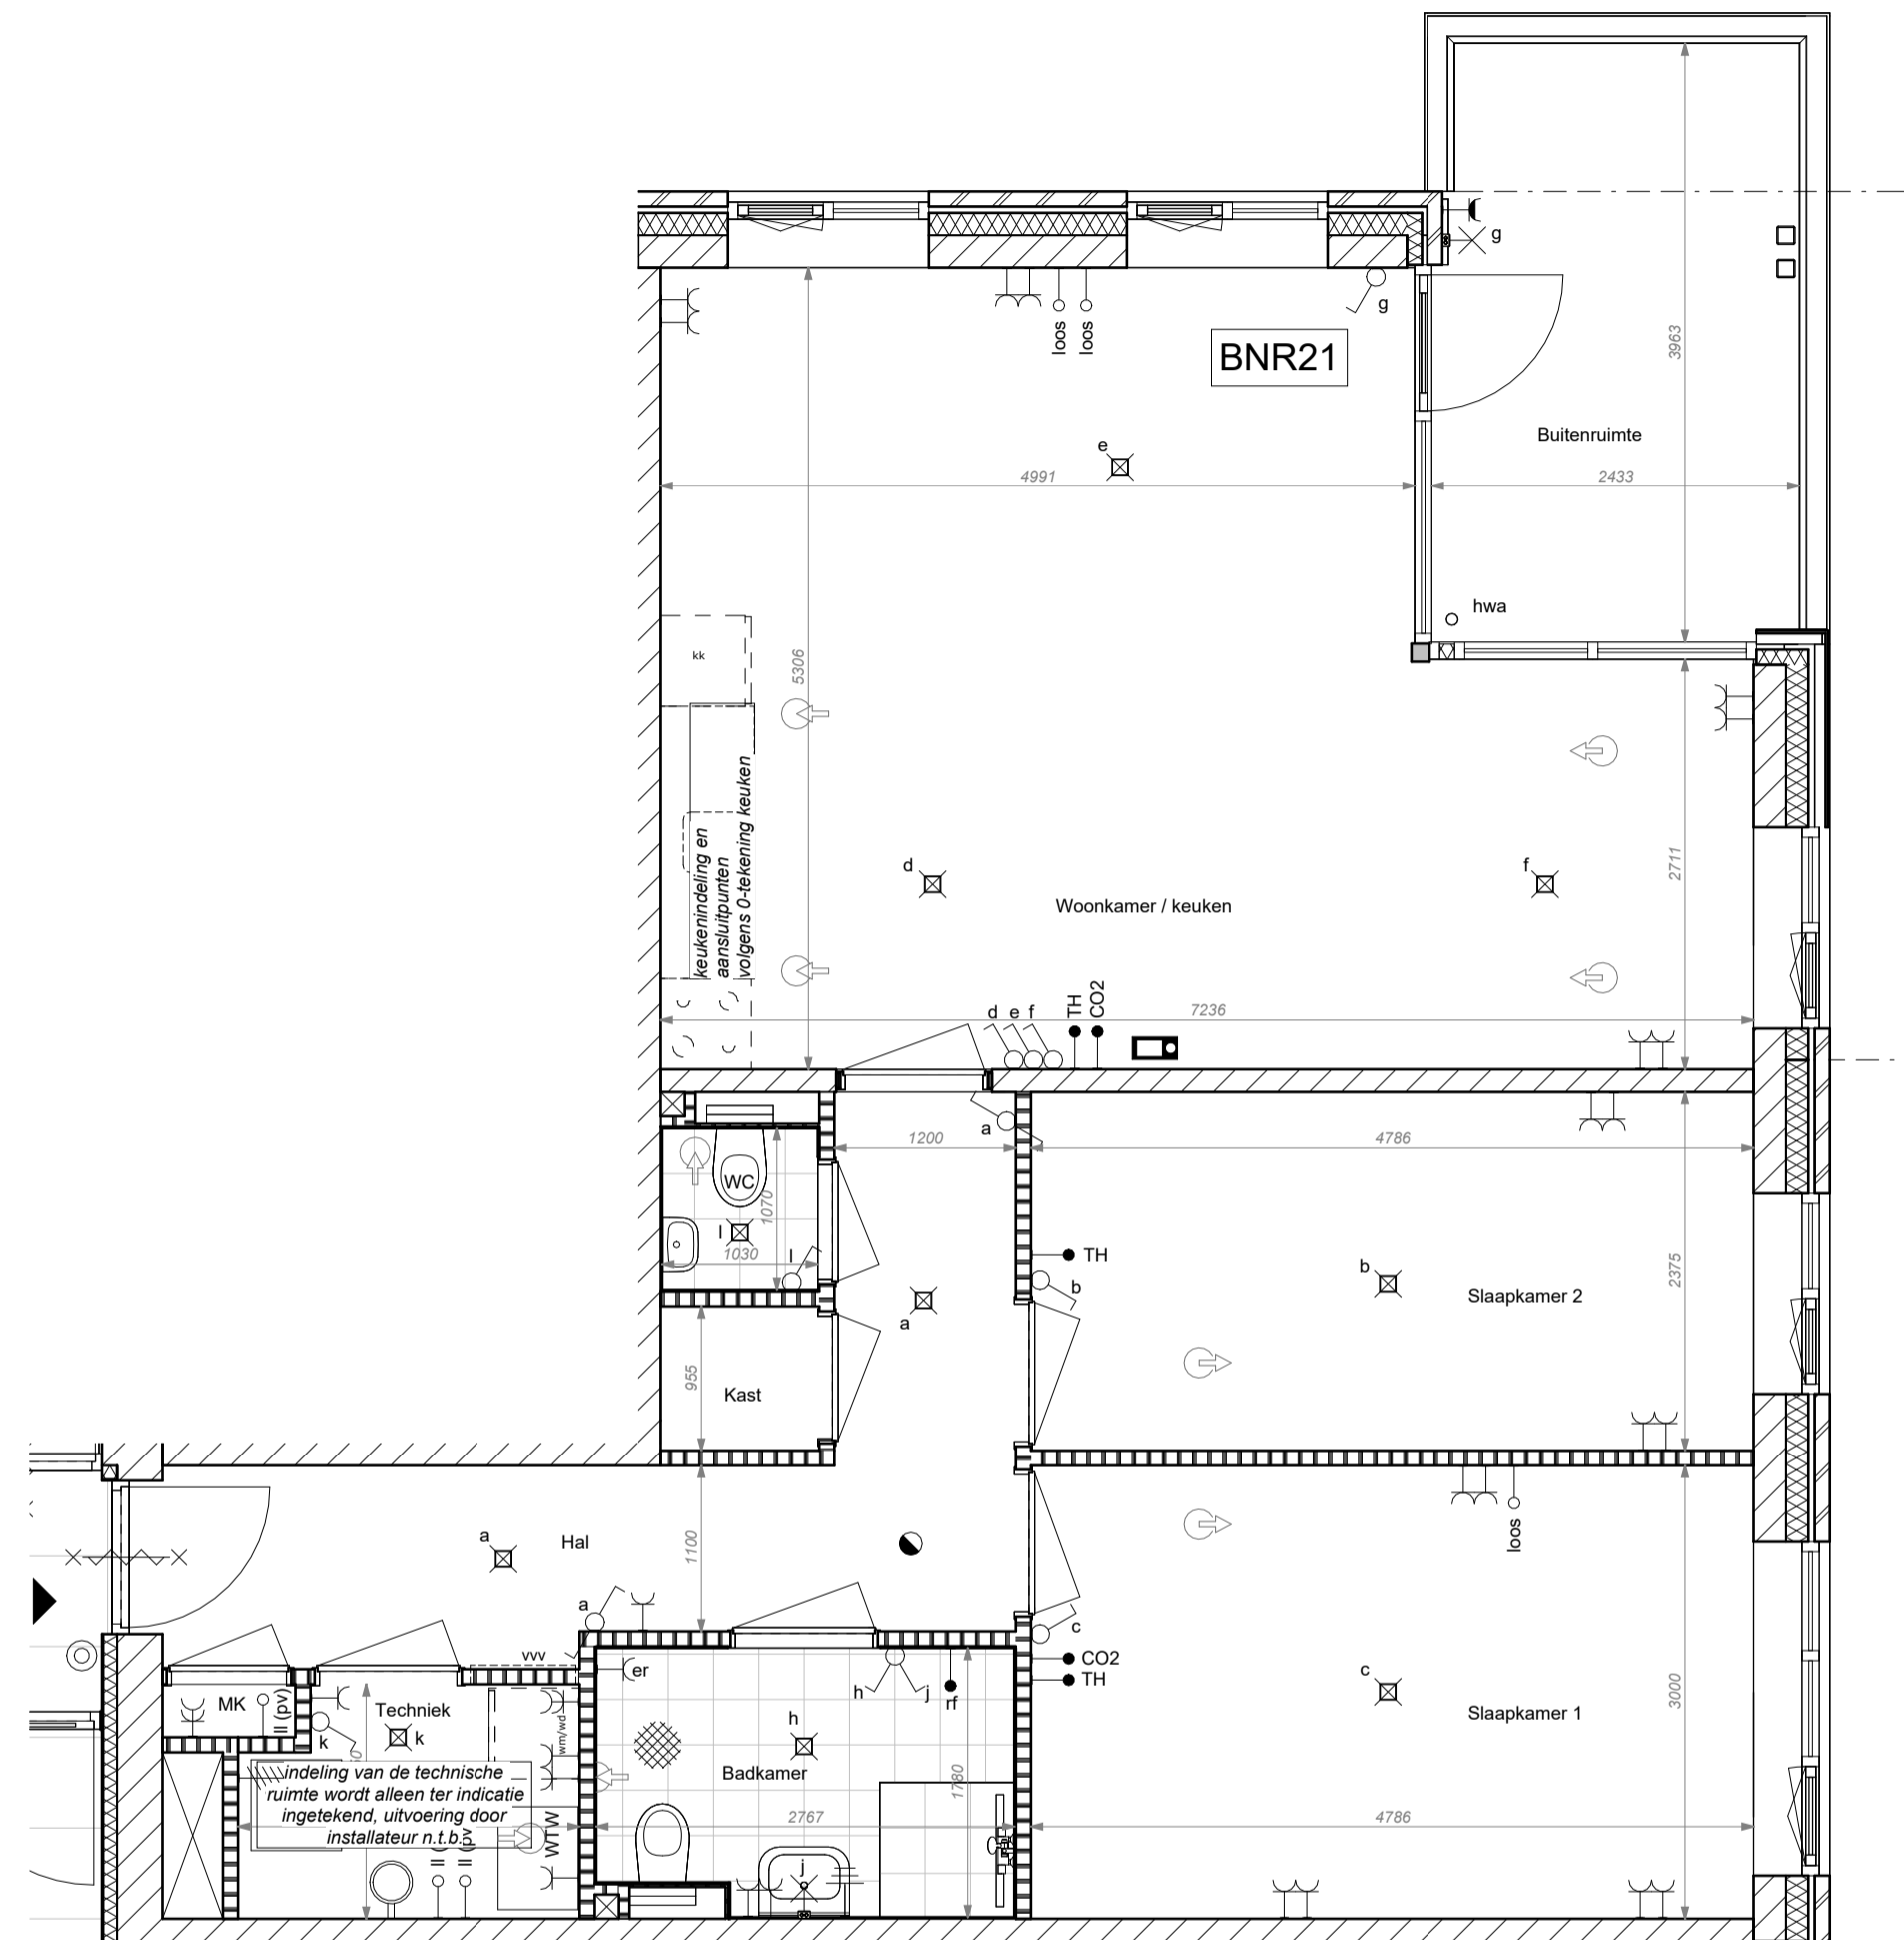 g
g
loos
loos
BNR21
3963
e
Buitenruimte
4991
2433
hwa
kk
5306
keukenindeling en
aansluitpunten
volgens 0-tekening keuken
d
f
2711
Woonkamer / keuken
d e f
TH
CO2
7236
a
1200
4786
WC
1070
l
l
1030
TH
b
b
2375
Slaapkamer 2
a
955
Kast
a
Hal
1100
loos
a
c
vvv
er
CO2
TH
MK
ll (pv)
Techniek
k
k
wm/wd
h
j
rf
h
c
3000
Slaapkamer 1
Badkamer
1780
indeling van de technische
ruimte wordt alleen ter indicatie
ingetekend, uitvoering door
installateur n.t.b.
WTW
2767
4786
j